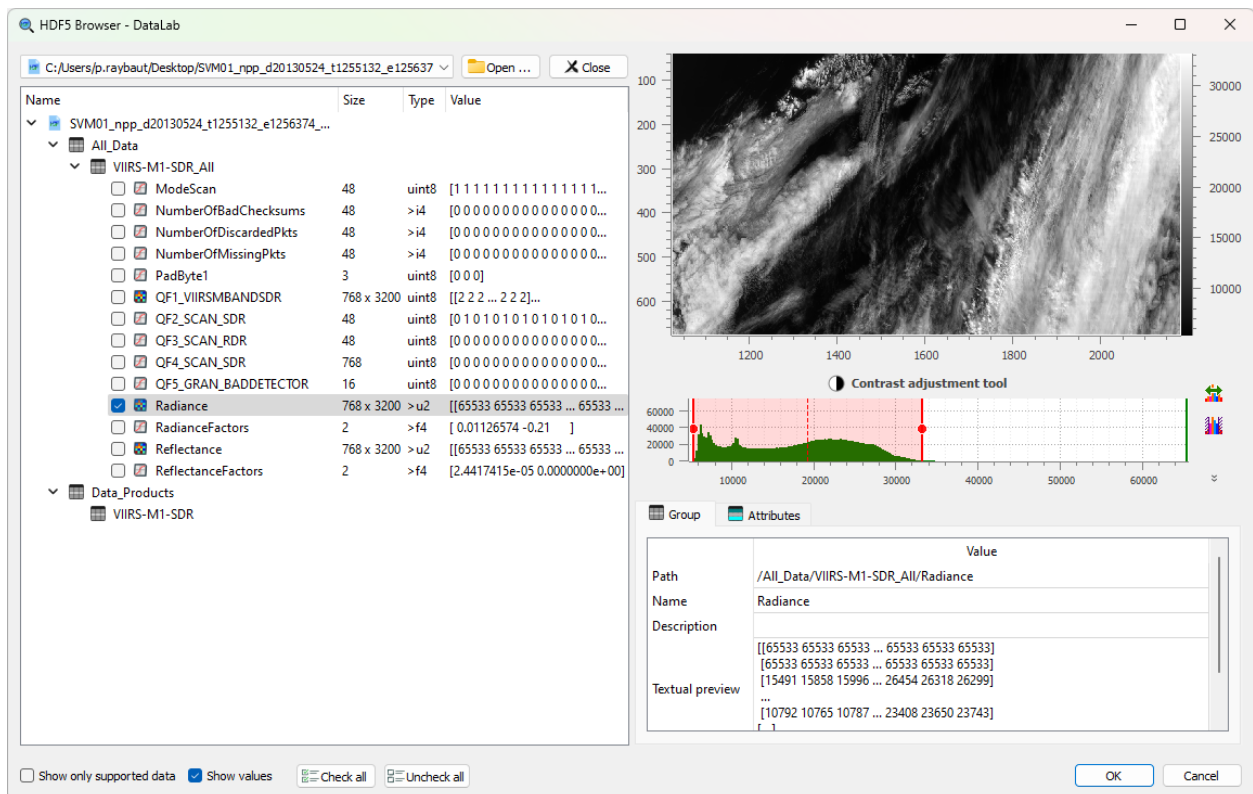 HDF5 Browser - DataLab
C:/Users/p.raybaut/Desktop/SVM01_npp_d20130524_t1255132_e125637
Open ...
Close
Name Size Type Value
SVM01_npp_d20130524_t1255132_e1256374_...
All_Data
VIIRS-M1-SDR_All
ModeScan 48 uint8 [1 1 1 1 1 1 1 1 1 1 1 1 1 1 1...
NumberOfBadChecksums 48 >i4 [0 0 0 0 0 0 0 0 0 0 0 0 0 0 0...
NumberOfDiscardedPkts 48 >i4 [0 0 0 0 0 0 0 0 0 0 0 0 0 0 0...
NumberOfMissingPkts 48 >i4 [0 0 0 0 0 0 0 0 0 0 0 0 0 0 0...
PadByte1 3 uint8 [0 0 0]
QF1_VIIRSMBANDSDR 768 x 3200 uint8 [[2 2 2 ... 2 2 2]...
QF2_SCAN_SDR 48 uint8 [0 1 0 1 0 1 0 1 0 1 0 1 0 1 0...
QF3_SCAN_RDR 48 uint8 [0 0 0 0 0 0 0 0 0 0 0 0 0 0 0...
QF4_SCAN_SDR 768 uint8 [0 0 0 0 0 0 0 0 0 0 0 0 0 0 0...
QF5_GRAN_BADDETECTOR 16 uint8 [0 0 0 0 0 0 0 0 0 0 0 0 0 0 0...
Radiance 768 x 3200 >u2 [[65533 65533 65533 ... 65533 ...
RadianceFactors 2 >f4 [ 0.01126574 -0.21 ]
Reflectance 768 x 3200 >u2 [[65533 65533 65533 ... 65533 ...
ReflectanceFactors 2 >f4 [2.4417415e-05 0.0000000e+00]
Data_Products
VIIRS-M1-SDR
Show only supported data
Show values
Check all
Uncheck all
100
200
300
400
500
600
1200 1400 1600 1800 2000
30000
25000
20000
15000
10000
Contrast adjustment tool
60000
40000
20000
0
10000 20000 30000 40000 50000 60000
Group
Attributes
Value
Path /All_Data/VIIRS-M1-SDR_All/Radiance
Name Radiance
Description
Textual preview
[[65533 65533 65533 ... 65533 65533 65533]
[65533 65533 65533 ... 65533 65533 65533]
[15491 15858 15996 ... 26454 26318 26299]
...
[10792 10765 10787 ... 23408 23650 23743]
OK
Cancel